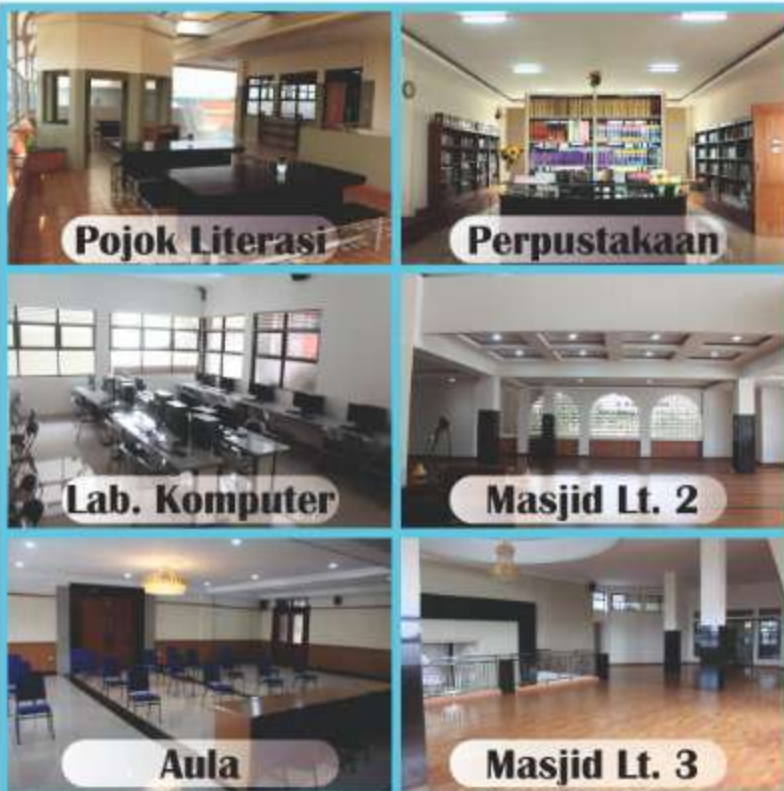 Pojok Literasi
Perpustakaan
Lab. Komputer
Masjid Lt. 2
Aula
Masjid Lt. 3